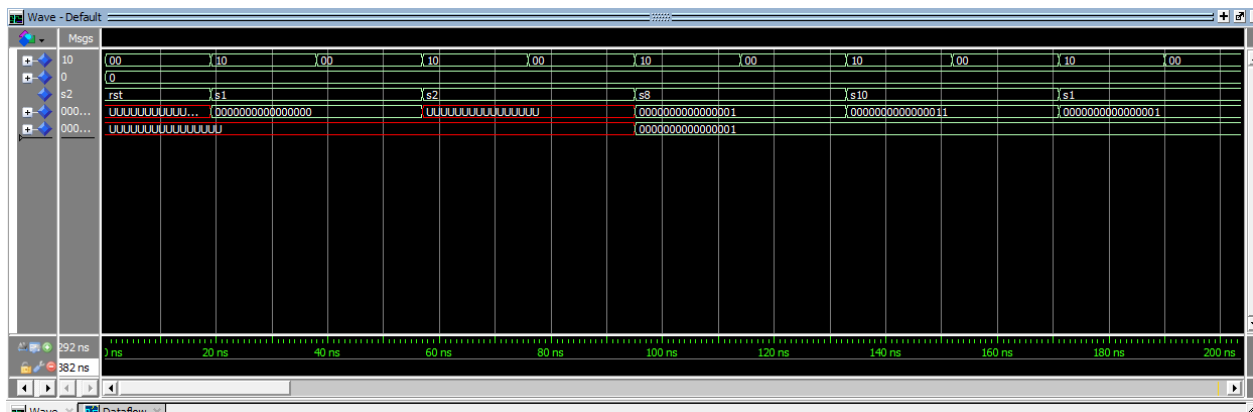 Wave - Default
Msgs
10 00 10 00 10 00 10 00 10 00 10 00
0 0
s2 rst s1 s2 s8 s10 s1
000... UUUUUUUUUU... 0000000000000000 UUUUUUUUUUUUUUUU 0000000000000001 0000000000000011 0000000000000001
000... UUUUUUUUUUUUUUUU 0000000000000001
292 ns ns 20 ns 40 ns 60 ns 80 ns 100 ns 120 ns 140 ns 160 ns 180 ns 200 ns
382 ns
Wave Dataflow